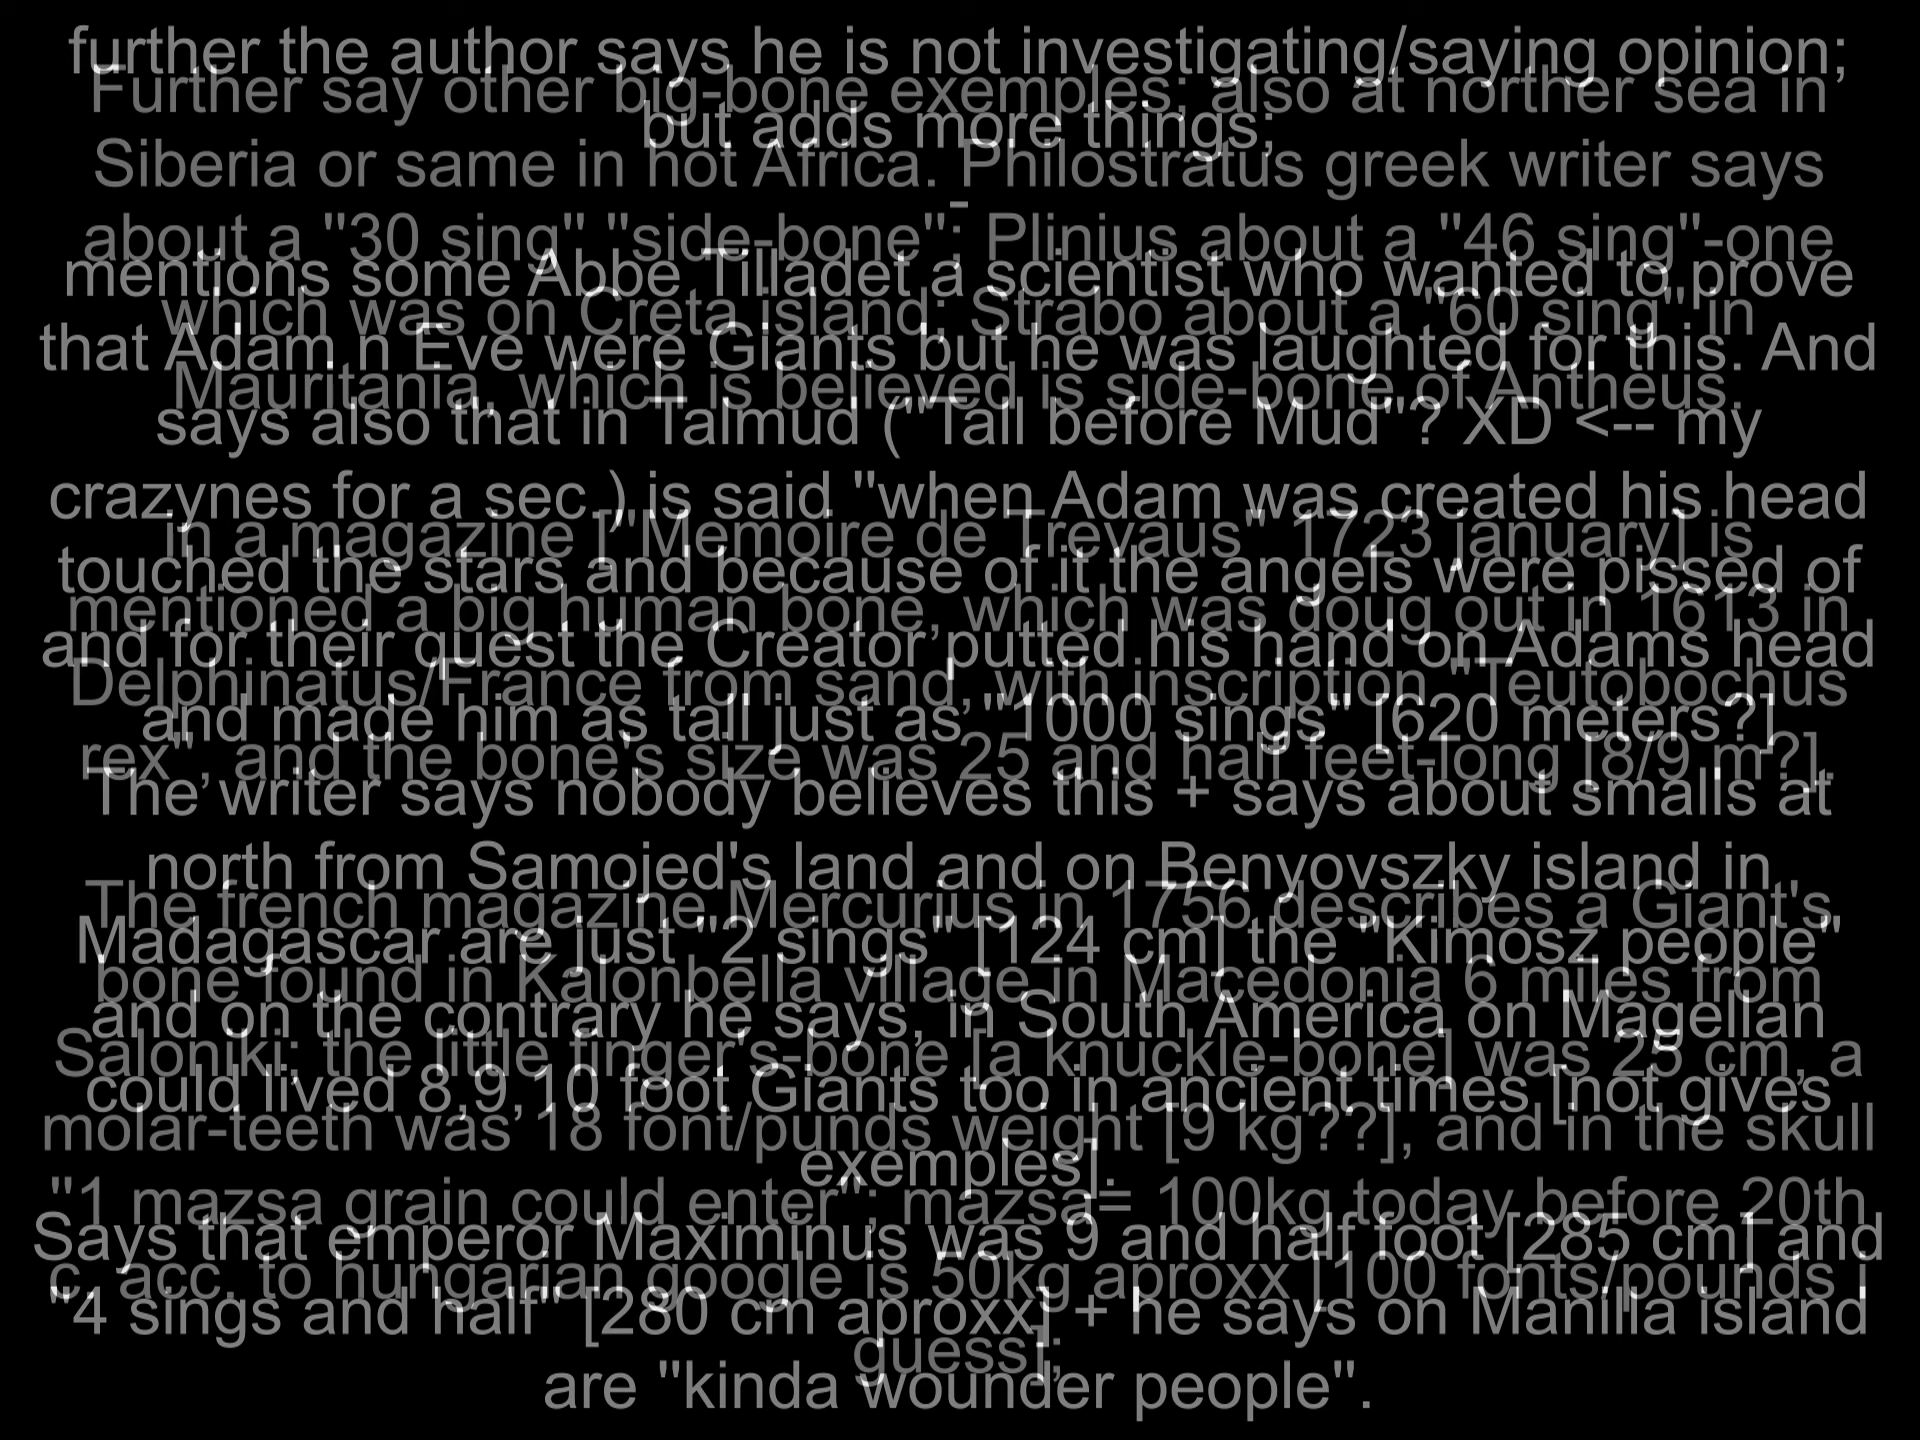 further the author says he is not investigating/saying opinion;
Further say other big-bone exemples; also at norther sea in
but adds more things;
Siberia or same in hot Africa. Philostratus greek writer says
-
about a "30 sing" "side-bone"; Plinius about a "46 sing"-one
mentions some Abbe Tilladet a scientist who wanted to prove
which was on Creta island; Strabo about a "60 sing" in
that Adam n Eve were Giants but he was laughted for this. And
Mauritania, which is believed is side-bone of Antheus.
says also that in Talmud ("Tall before Mud"? XD <-- my
crazynes for a sec.) is said "when Adam was created his head
in a magazine ["Memoire de Trevaus" 1723 january] is
touched the stars and because of it the angels were pissed of
mentioned a big human bone, which was doug out in 1613 in
and for their quest the Creator putted his hand on Adams head
Delphinatus/France from sand, with inscription "Teutobochus
and made him as tall just as "1000 sings" [620 meters?]
rex", and the bone's size was 25 and half feet-long [8/9 m?].
The writer says nobody believes this + says about smalls at
north from Samojed's land and on Benyovszky island in
The french magazine Mercurius in 1756 describes a Giant's
Madagascar are just "2 sings" [124 cm] the "Kimosz people"
bone found in Kalonbella village in Macedonia 6 miles from
and on the contrary he says, in South America on Magellan
Saloniki; the little finger's-bone [a knuckle-bone] was 25 cm, a
could lived 8,9,10 foot Giants too in ancient times [not gives
molar-teeth was 18 font/punds weight [9 kg??], and in the skull
exemples].
"1 mazsa grain could enter"; mazsa= 100kg today before 20th
Says that emperor Maximinus was 9 and half foot [285 cm] and
c. acc. to hungarian google is 50kg aproxx [100 fonts/pounds i
"4 sings and half" [280 cm aproxx] + he says on Manilla island
guess];
are "kinda wounder people".